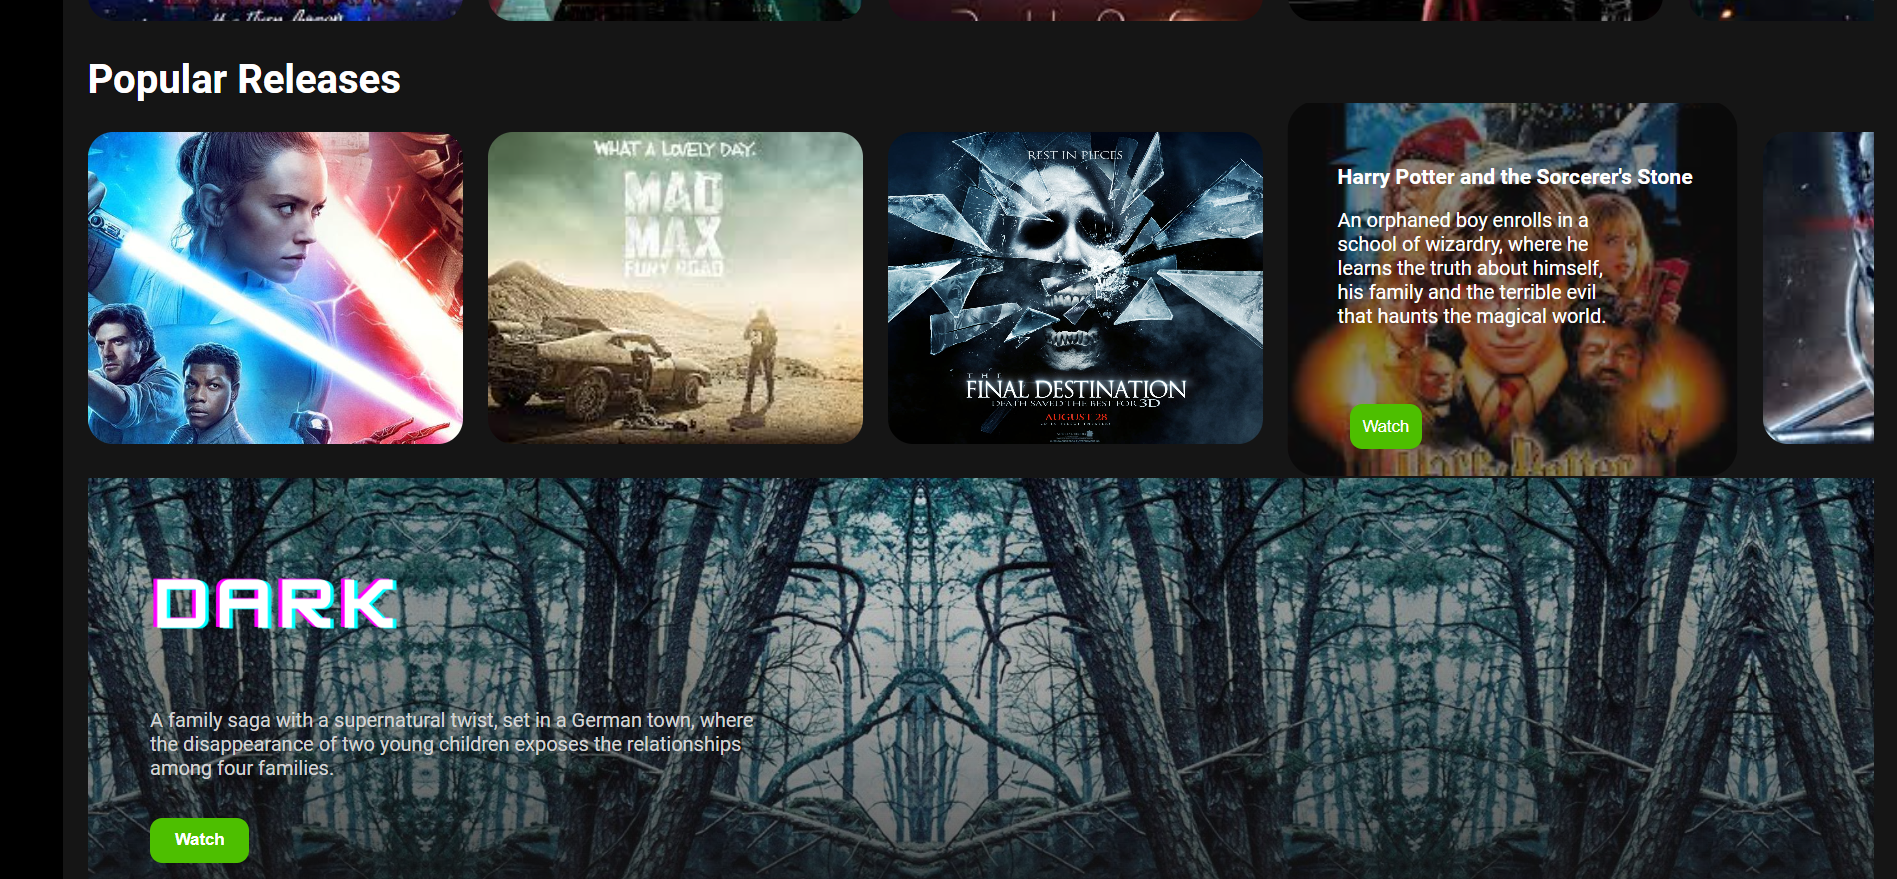 Popular Releases
WHAT A LOVELY DAY.
MAD
MAX
FURY ROAD
REST IN PIECES
THE
FINAL DESTINATION
DEATH SAVED THE BEST FOR 3D
AUGUST 28
Harry Potter and the Sorcerer's Stone
An orphaned boy enrolls in a
school of wizardry, where he
learns the truth about himself,
his family and the terrible evil
that haunts the magical world.
Watch
Harry Potter
DARK
A family saga with a supernatural twist, set in a German town, where
the disappearance of two young children exposes the relationships
among four families.
Watch